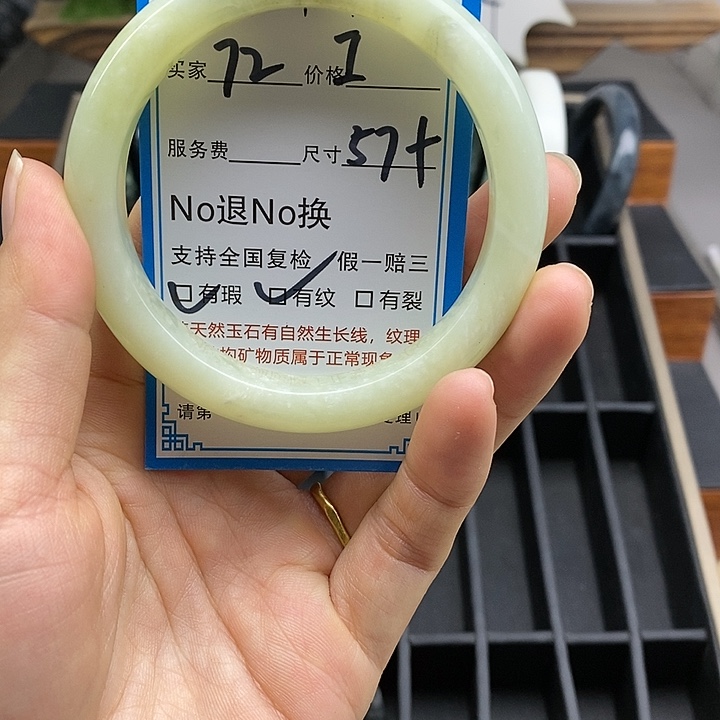 买家 72 价格 I
服务费 尺寸 57+
No退No换
支持全国复检 假一赔三
有瑕 有纹 有裂
天然玉石有自然生长线，纹理
构矿物质属于正常现象
请第